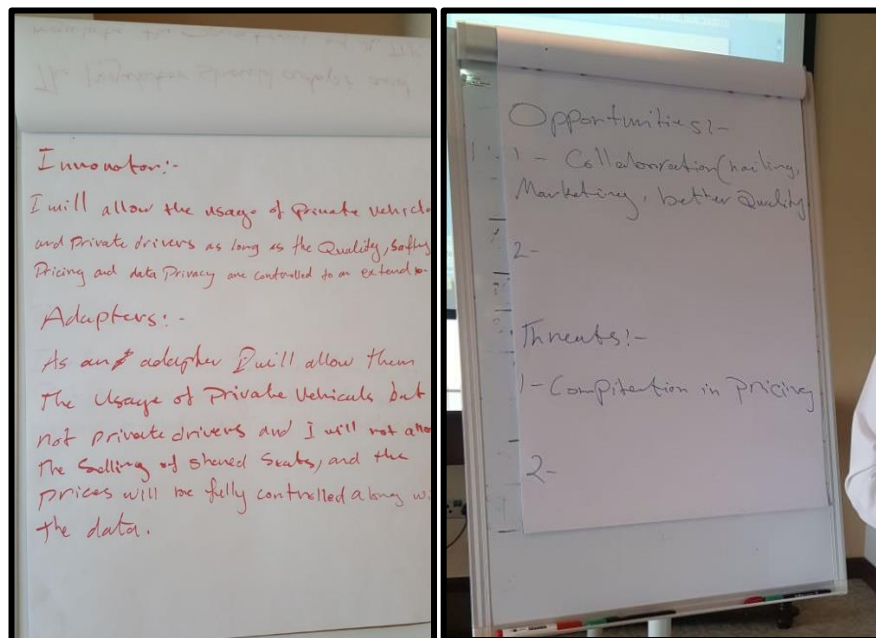 Innovator:-
I will allow the usage of Private Vehicle
and Private drivers as long as the Quality, Safty
Pricing and data Privacy are controlled to an extend
Adapters:-
As an adapter I will allow them
the Usage of Private Vehicals but
not private drivers and I will not allow
the Selling of shared Seats, and the
prices will be fully controlled along wi
the data.
Opportunities:-
1- Collaboration (hailing,
Marketing, better Quality
2-
Threats:-
1- Compitention in pricing
2-